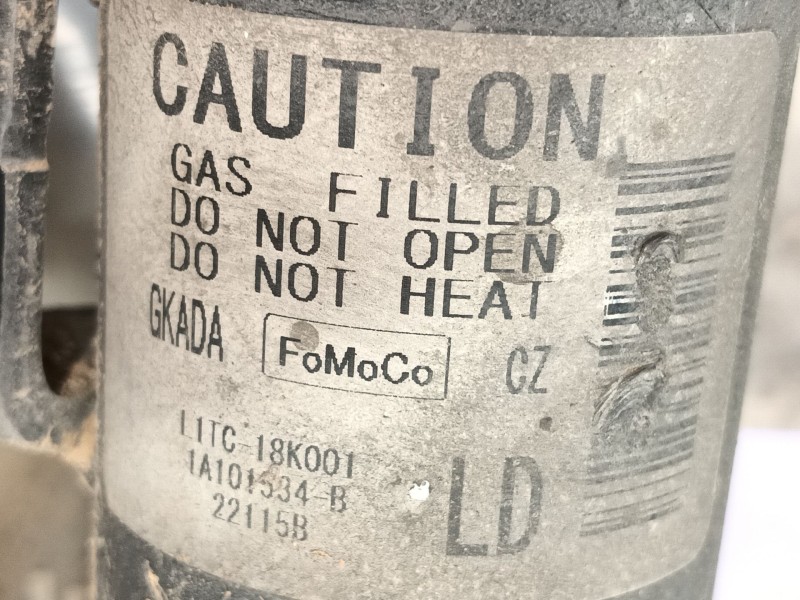 CAUTION
GAS FILLED
DO NOT OPEN
DO NOT HEAT
GKADA FoMoCo CZ
L1TC-18K001
1A101534-B
22115B
LD